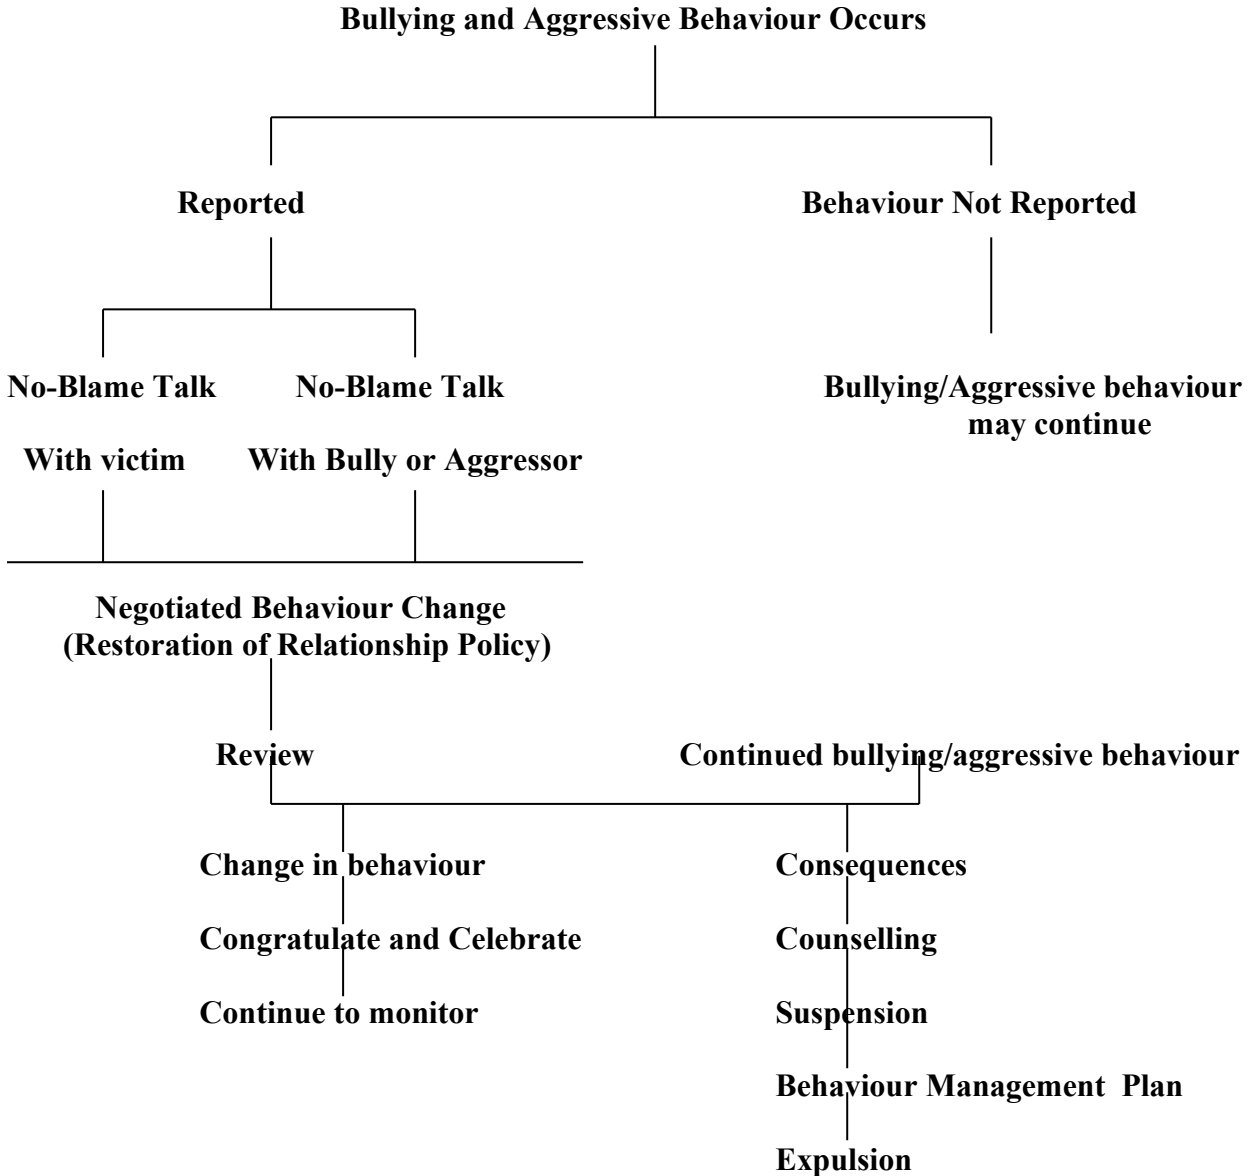 Bullying and Aggressive Behaviour Occurs
Reported
Behaviour Not Reported
No-Blame Talk
No-Blame Talk
Bullying/Aggressive behaviour
may continue
With victim
With Bully or Aggressor
Negotiated Behaviour Change
(Restoration of Relationship Policy)
Review
Continued bullying/aggressive behaviour
Change in behaviour
Consequences
Congratulate and Celebrate
Counselling
Continue to monitor
Suspension
Behaviour Management  Plan
Expulsion